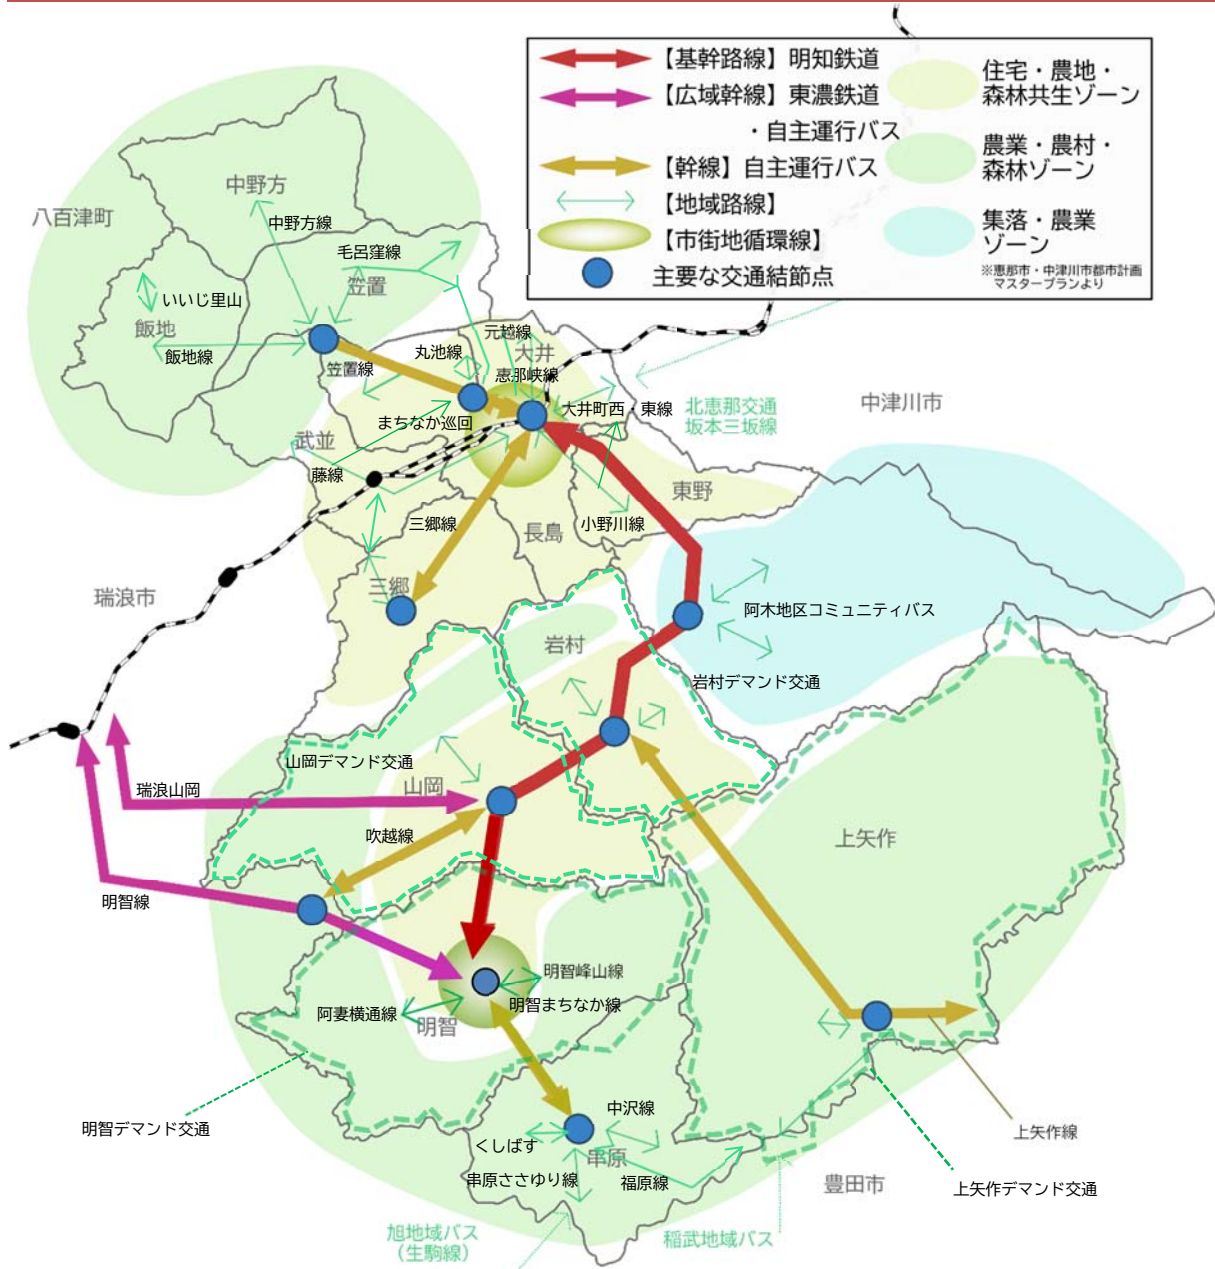 【基幹路線】明知鉄道
【広域幹線】東濃鉄道
・自主運行バス
【幹線】自主運行バス
【地域路線】
【市街地循環線】
主要な交通結節点
住宅・農地・
森林共生ゾーン
農業・農村・
森林ゾーン
集落・農業
ゾーン
※恵那市・中津川市都市計画
マスタープランより
中野方
八百津町
中野方線
毛呂窪線
笠置
いいじ里山
飯地
飯地線
元越線
大井
丸池線
笠置線
恵那峡線
大井町西・東線
まちなか巡回
北恵那交通
坂本三坂線
中津川市
武並
藤線
東野
三郷線
長島
小野川線
三郷
瑞浪市
阿木地区コミュニティバス
岩村
岩村デマンド交通
山岡デマンド交通
山岡
瑞浪山岡
吹越線
上矢作
明智線
明智峰山線
明智まちなか線
阿妻横通線
明智
明智デマンド交通
中沢線
くしばす
串原
串原ささゆり線
福原線
上矢作線
豊田市
上矢作デマンド交通
旭地域バス
（生駒線）
稲武地域バス